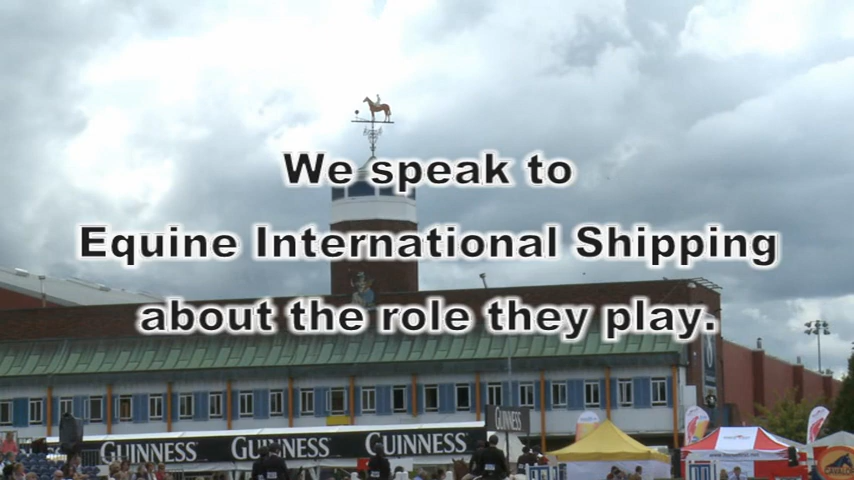 We speak to
Equine International Shipping
about the role they play.
GUINNESS
GUINNESS GUINNESS GUINNESS